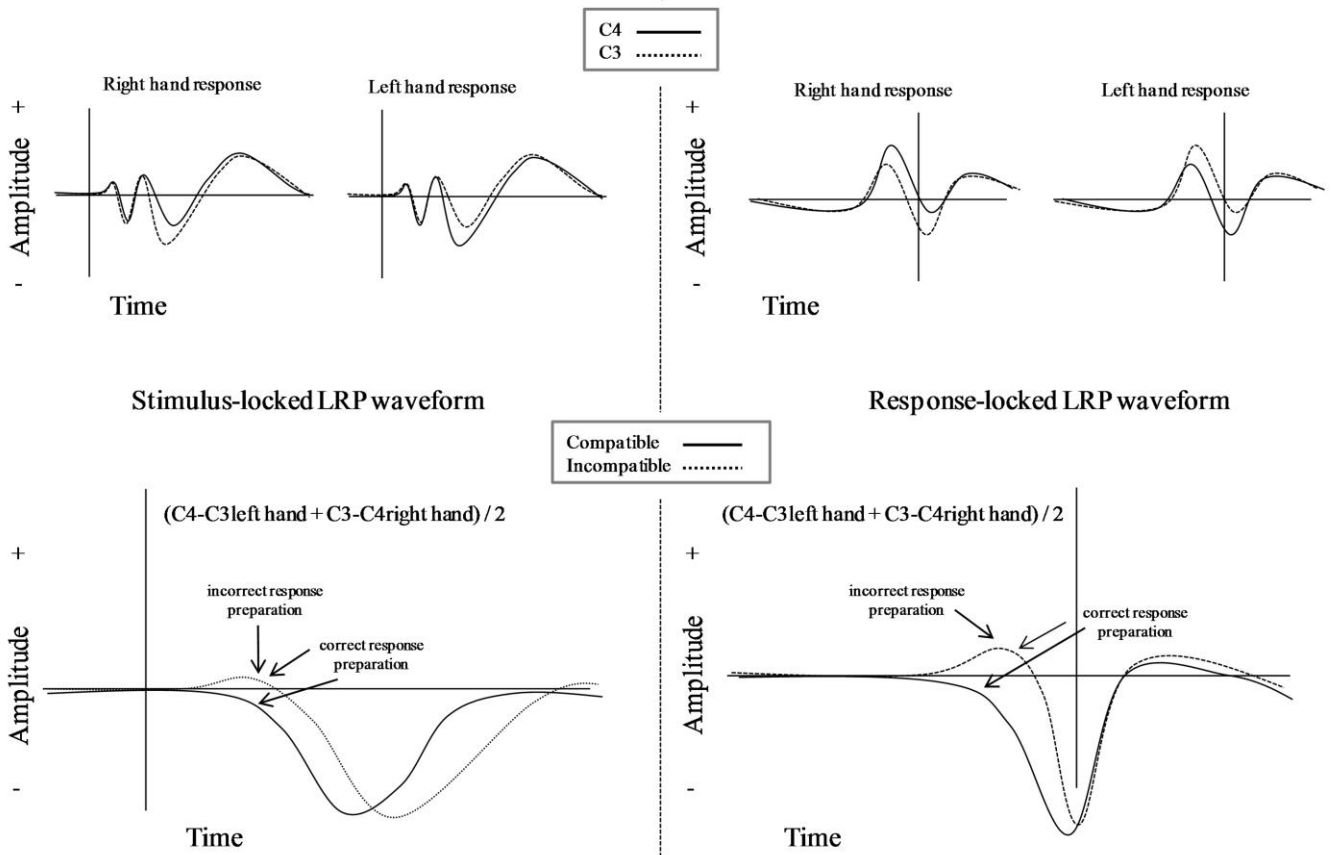 C4
C3
Right hand response
Left hand response
+
Amplitude
-
Time
Right hand response
Left hand response
+
Amplitude
-
Time
Stimulus-locked LRP waveform
Response-locked LRP waveform
Compatible
Incompatible
(C4-C3left hand + C3-C4right hand) / 2
+
Amplitude
-
incorrect response
preparation
correct response
preparation
Time
(C4-C3left hand + C3-C4right hand) / 2
+
Amplitude
-
incorrect response
preparation
correct response
preparation
Time